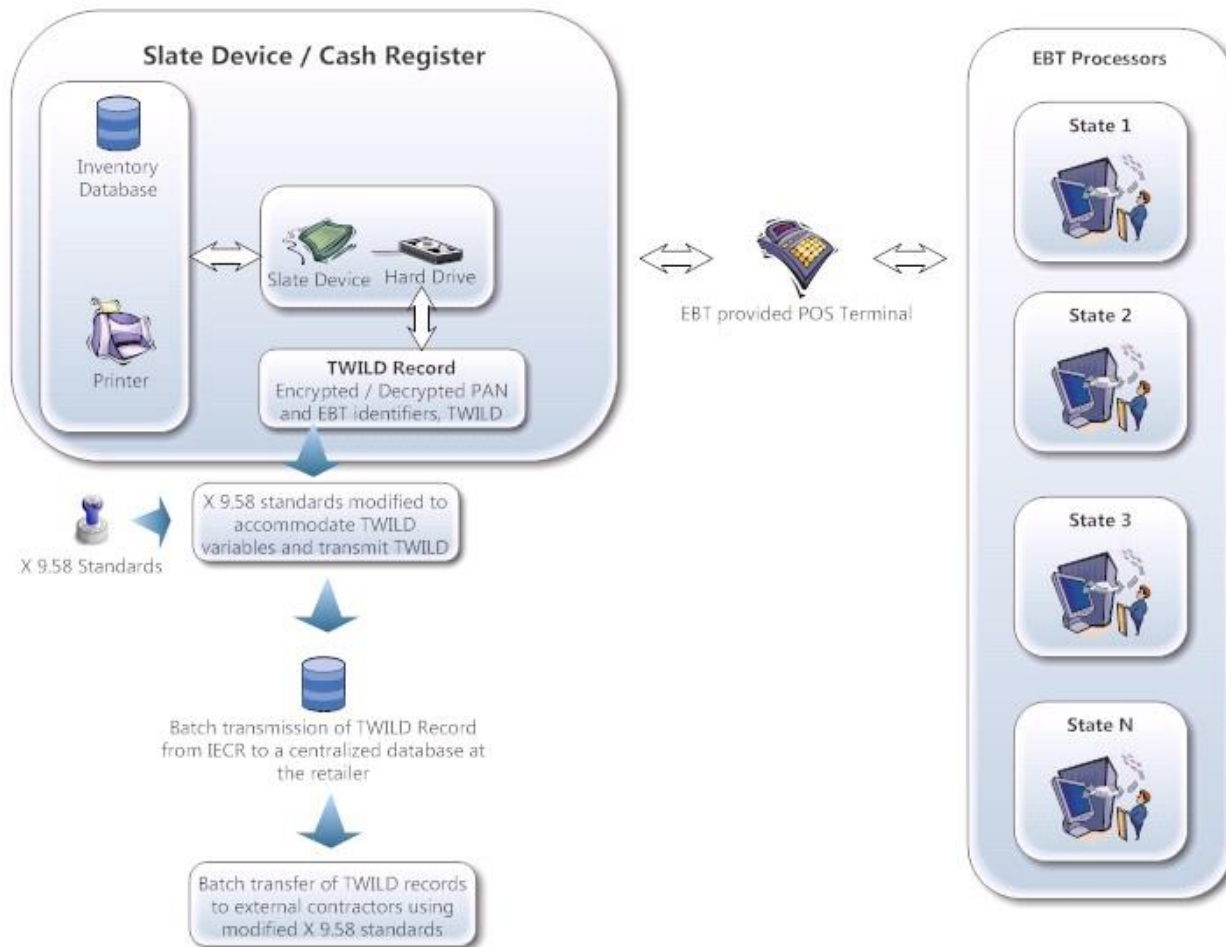 Slate Device / Cash Register
Inventory
Database
Printer
Slate Device
Hard Drive
TWILD Record
Encrypted / Decrypted PAN
and EBT identifiers, TWILD
EBT provided POS Terminal
EBT Processors
State 1
State 2
State 3
State N
X 9.58 Standards
X 9.58 standards modified to
accommodate TWILD
variables and transmit TWILD
Batch transmission of TWILD Record
from IECR to a centralized database at
the retailer
Batch transfer of TWILD records
to external contractors using
modified X 9.58 standards